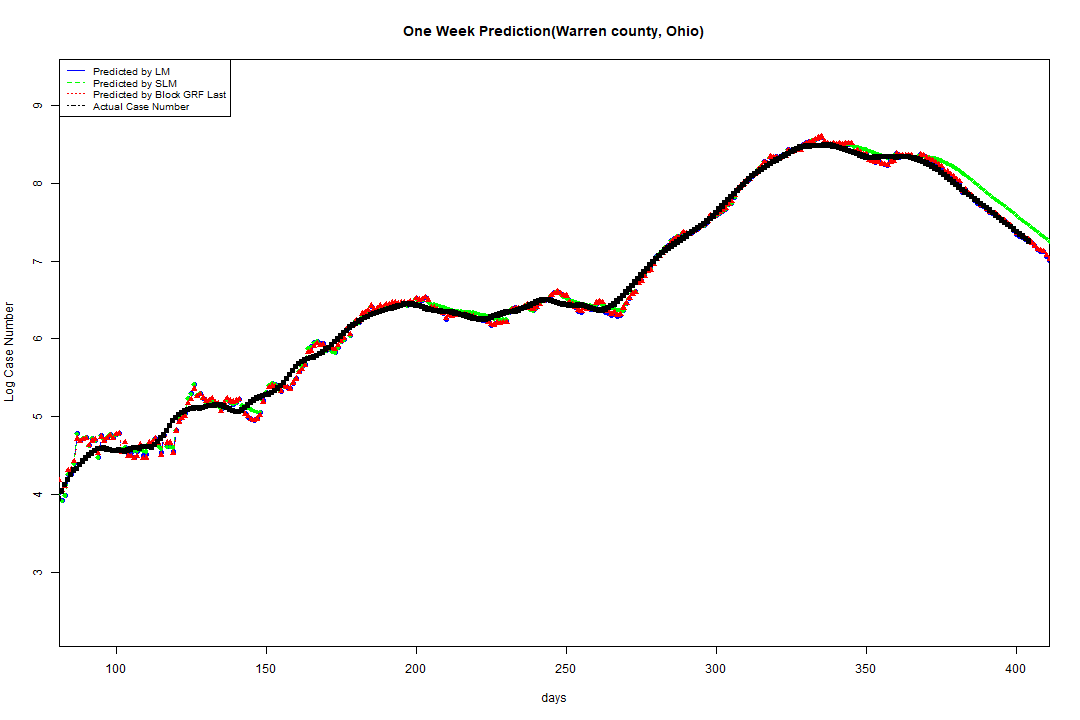 One Week Prediction(Warren county, Ohio)
Predicted by LM
Predicted by SLM
Predicted by Block GRF Last
Actual Case Number
9
8
7
6
5
4
3
Log Case Number
100 150 200 250 300 350 400
days